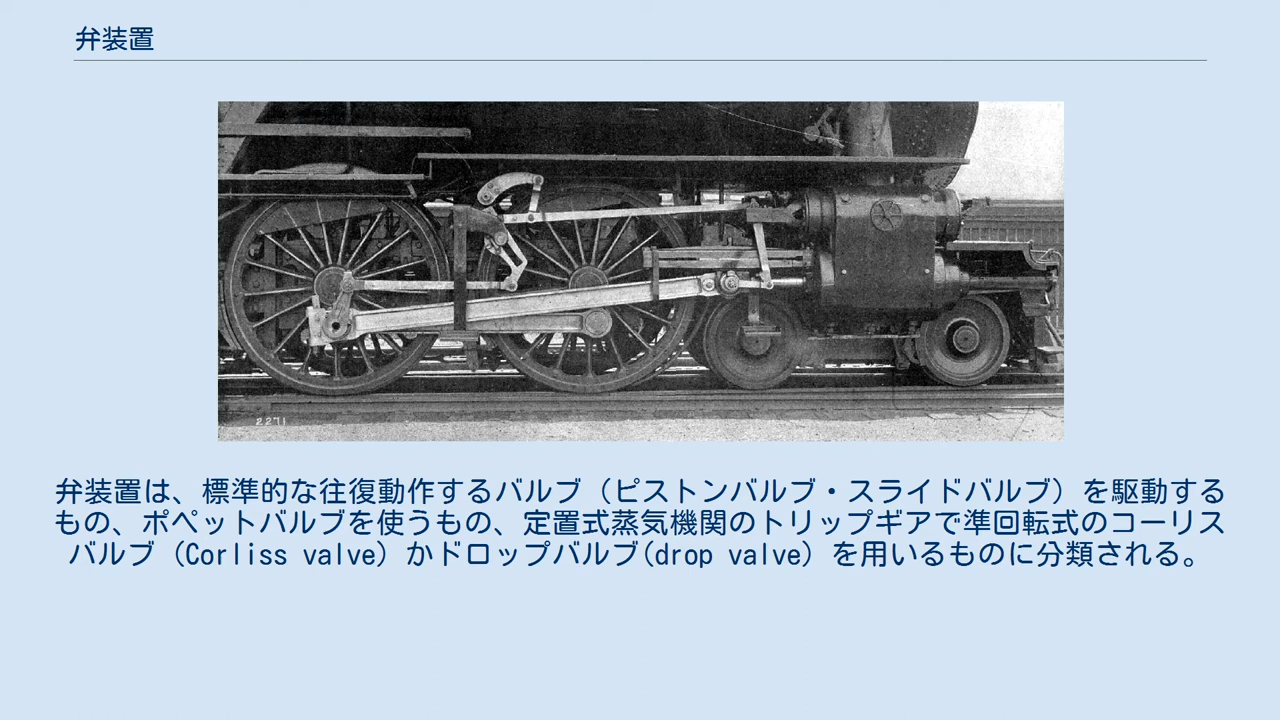 弁装置
2271
弁装置は、標準的な往復動作するバルブ（ピストンバルブ・スライドバルブ）を駆動する
もの、ポペットバルブを使うもの、定置式蒸気機関のトリップギアで準回転式のコーリス
バルブ（Corliss valve）かドロップバルブ(drop valve）を用いるものに分類される。